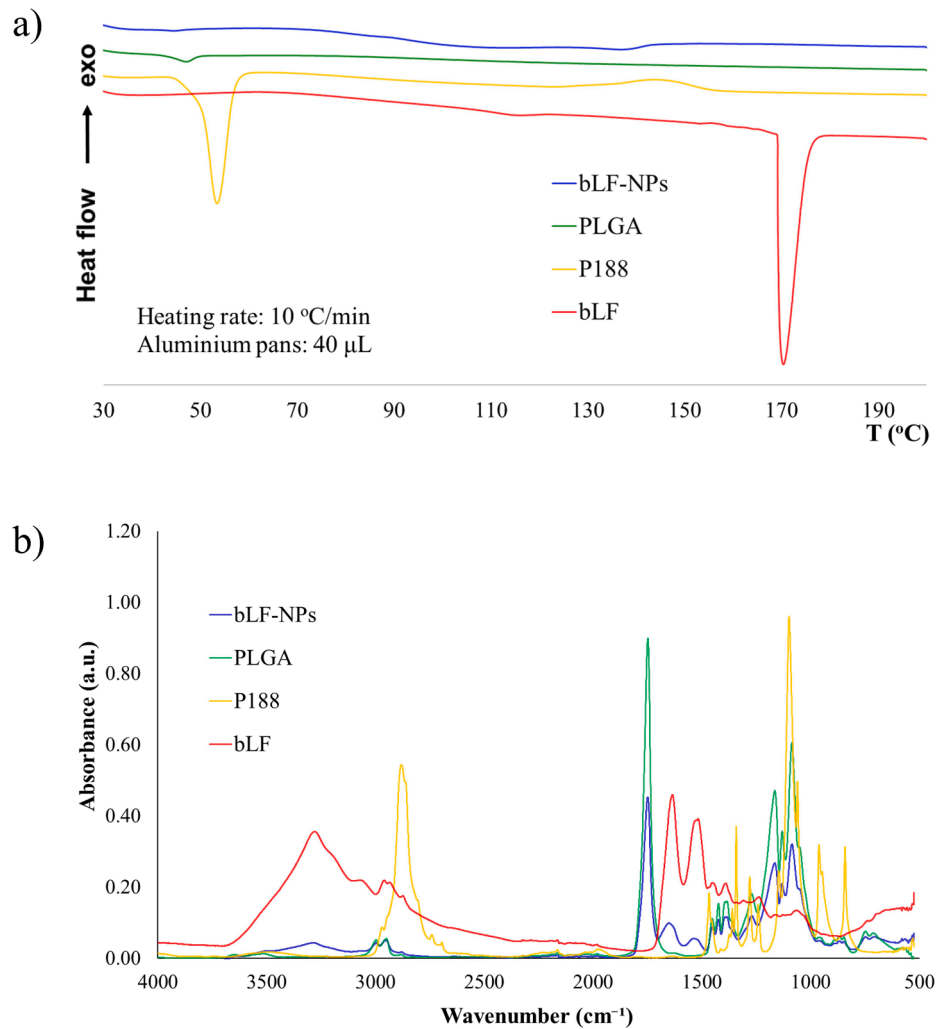 a)
Heat flow → exo
bLF-NPs
PLGA
P188
bLF
Heating rate: 10 °C/min
Aluminium pans: 40 μL
30 50 70 90 110 130 150 170 190
T (°C)
b)
1.20
1.00
0.80
0.60
0.40
0.20
0.00
Absorbance (a.u.)
bLF-NPs
PLGA
P188
bLF
4000 3500 3000 2500 2000 1500 1000 500
Wavenumber (cm⁻¹)